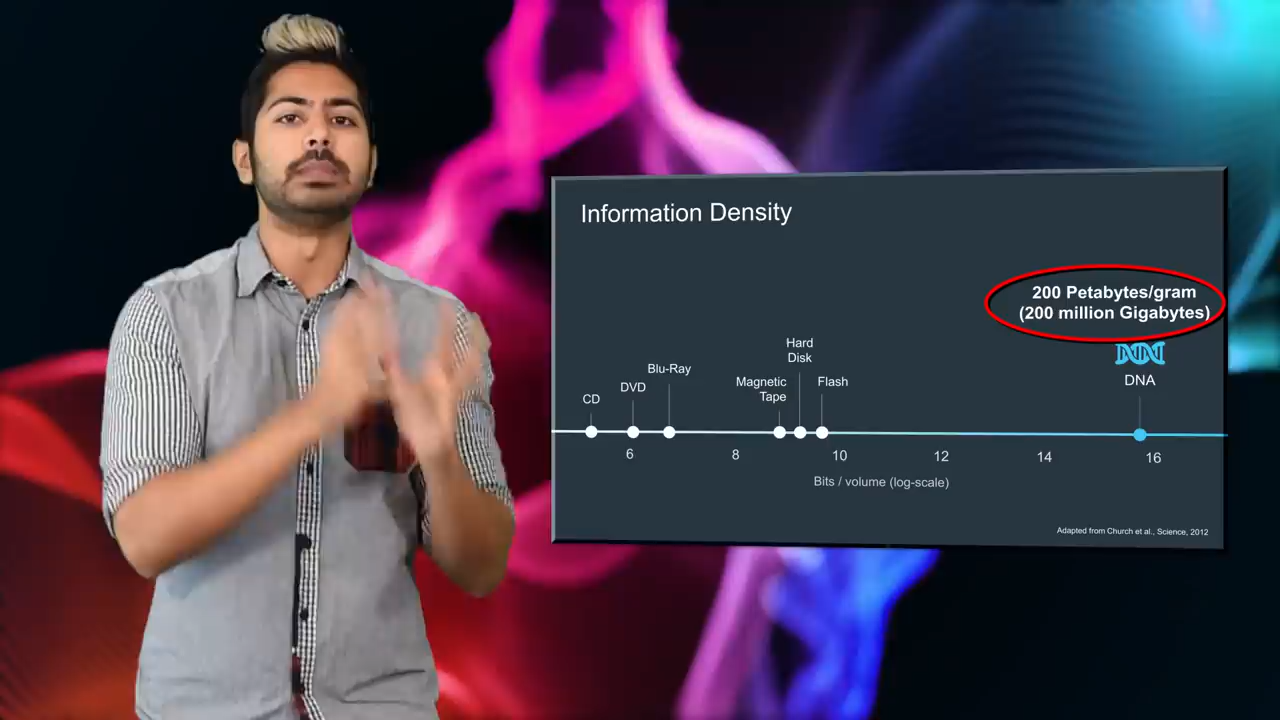 Information Density
200 Petabytes/gram
(200 million Gigabytes)
Hard
Disk
Blu-Ray
DVD
CD
Magnetic
Tape
Flash
DNA
6
8
10
12
14
16
Bits / volume (log-scale)
Adapted from Church et al., Science, 2012